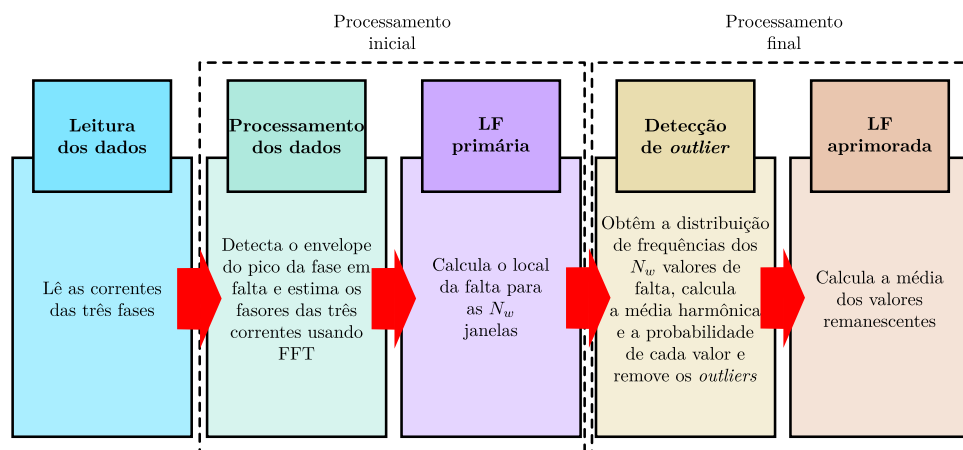 Processamento
inicial
Processamento
final
Leitura
dos dados
Lê as correntes
das três fases
Processamento
dos dados
Detecta o envelope
do pico da fase em
falta e estima os
fasores das três
correntes usando
FFT
LF
primária
Calcula o local
da falta para
as N_w
janelas
Detecção
de outlier
Obtêm a distribuição
de frequências dos
N_w valores de
falta, calcula
a média harmônica
e a probabilidade
de cada valor e
remove os outliers
LF
aprimorada
Calcula a média
dos valores
remanescentes